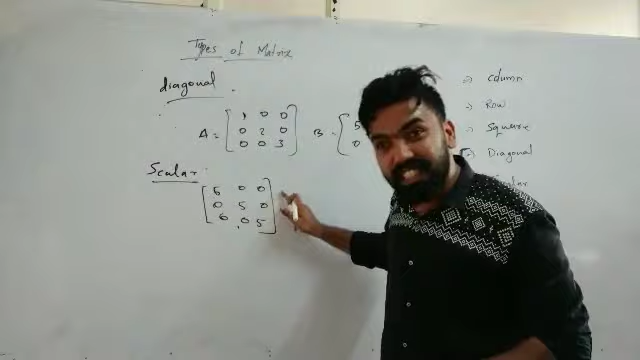 Types of Matrix
diagonal.
A = [ 1 0 0
0 2 0
0 0 3 ]
B = [ 5
0
Scalar.
[ 5 0 0
0 5 0
0 0 5 ]
→ Column
→ Row
→ Square
→ Diagonal